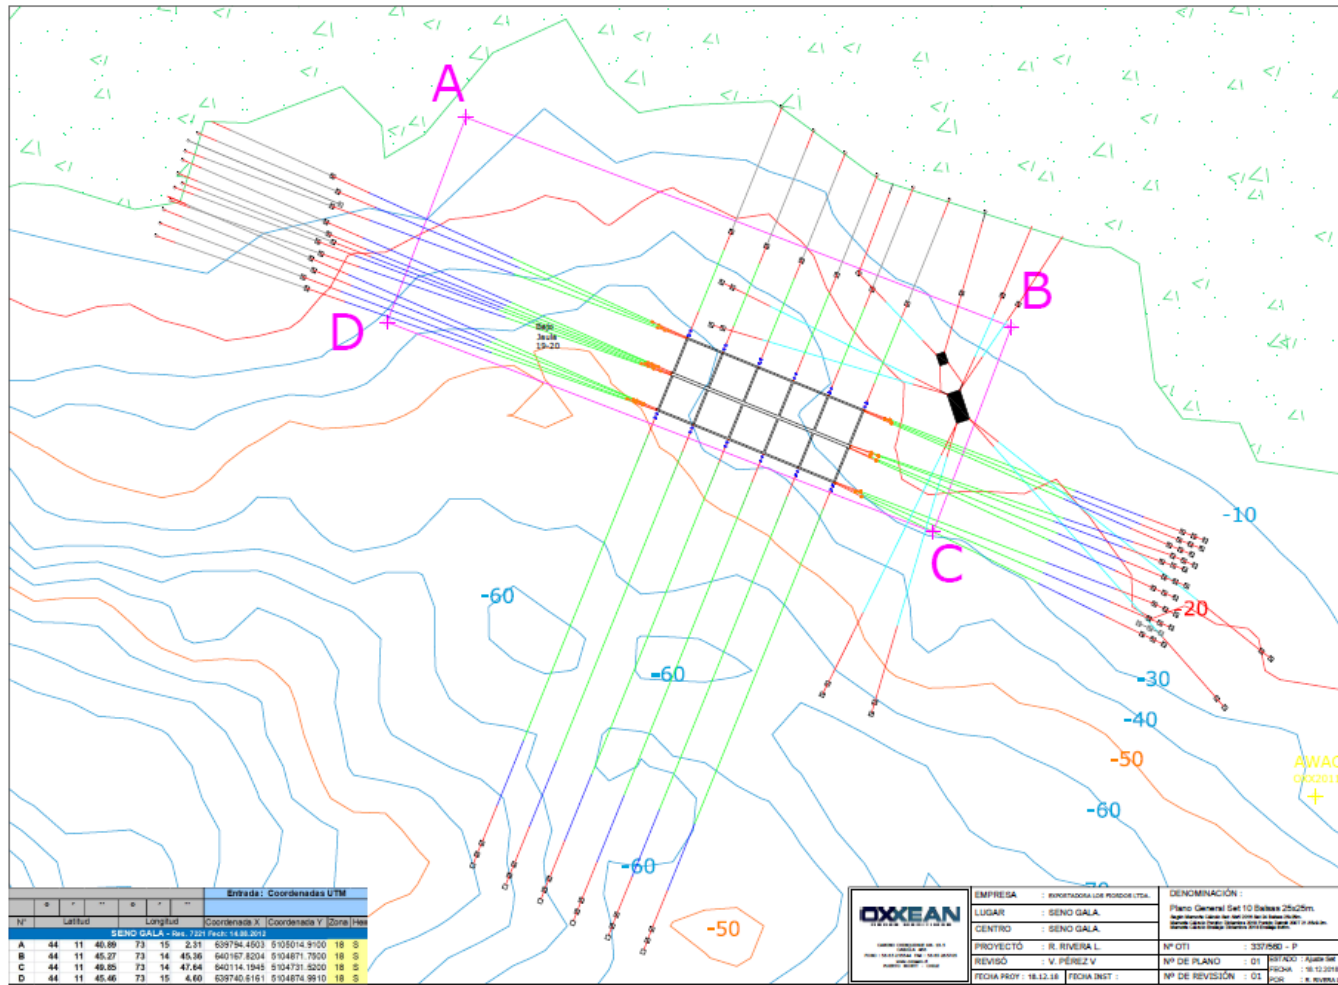 A
B
D
C
Bajo
Jaula
19-20
-10
-20
-30
-40
-50
-60
-60
-60
-60
-50
AWAC
Entrada: Coordenadas UTM
N° Latitud Longitud Coordenada X Coordenada Y Zona
SENO GALA - Res. 7221 Fech: 14.08.2012
A 44 11 40.89 73 15 2.31 639794.4503 5105014.9100 18 S
B 44 11 45.27 73 14 45.36 640167.8204 5104871.7500 18 S
C 44 11 49.85 73 14 47.64 640114.1945 5104731.5200 18 S
D 44 11 45.46 73 15 4.60 639740.6161 5104874.9910 18 S
OXXEAN
EMPRESA : EXPORTADORA LOS FIORDOS LTDA.
LUGAR : SENO GALA.
CENTRO : SENO GALA.
PROYECTÓ : R. RIVERA L.
REVISÓ : V. PÉREZ V
FECHA PROY : 18.12.18 FECHA INST :
DENOMINACIÓN :
Plano General Set 10 Balsas 25x25m.
N° OTI : 337/560 - P
Nº DE PLANO : 01
Nº DE REVISIÓN : 01